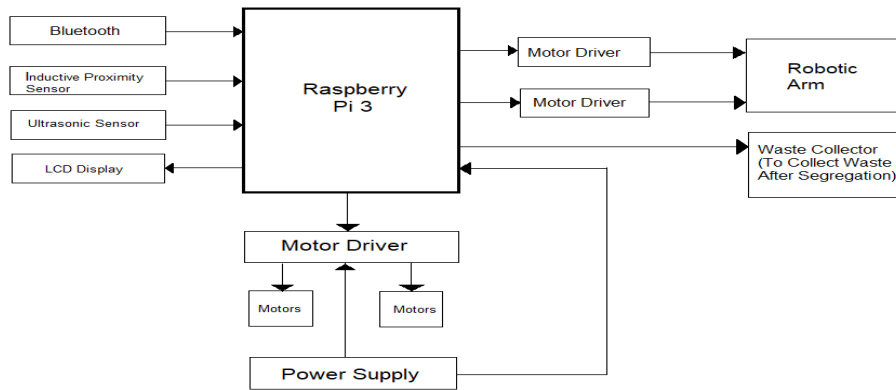 Bluetooth
Inductive Proximity
Sensor
Ultrasonic Sensor
LCD Display
Raspberry
Pi 3
Motor Driver
Motor Driver
Robotic
Arm
Waste Collector
(To Collect Waste
After Segregation)
Motor Driver
Motors
Motors
Power Supply